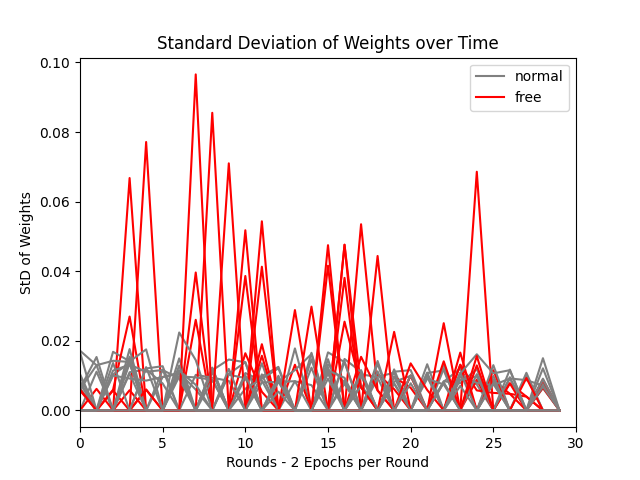 Standard Deviation of Weights over Time
normal
free
StD of Weights
0.10
0.08
0.06
0.04
0.02
0.00
0 5 10 15 20 25 30
Rounds - 2 Epochs per Round